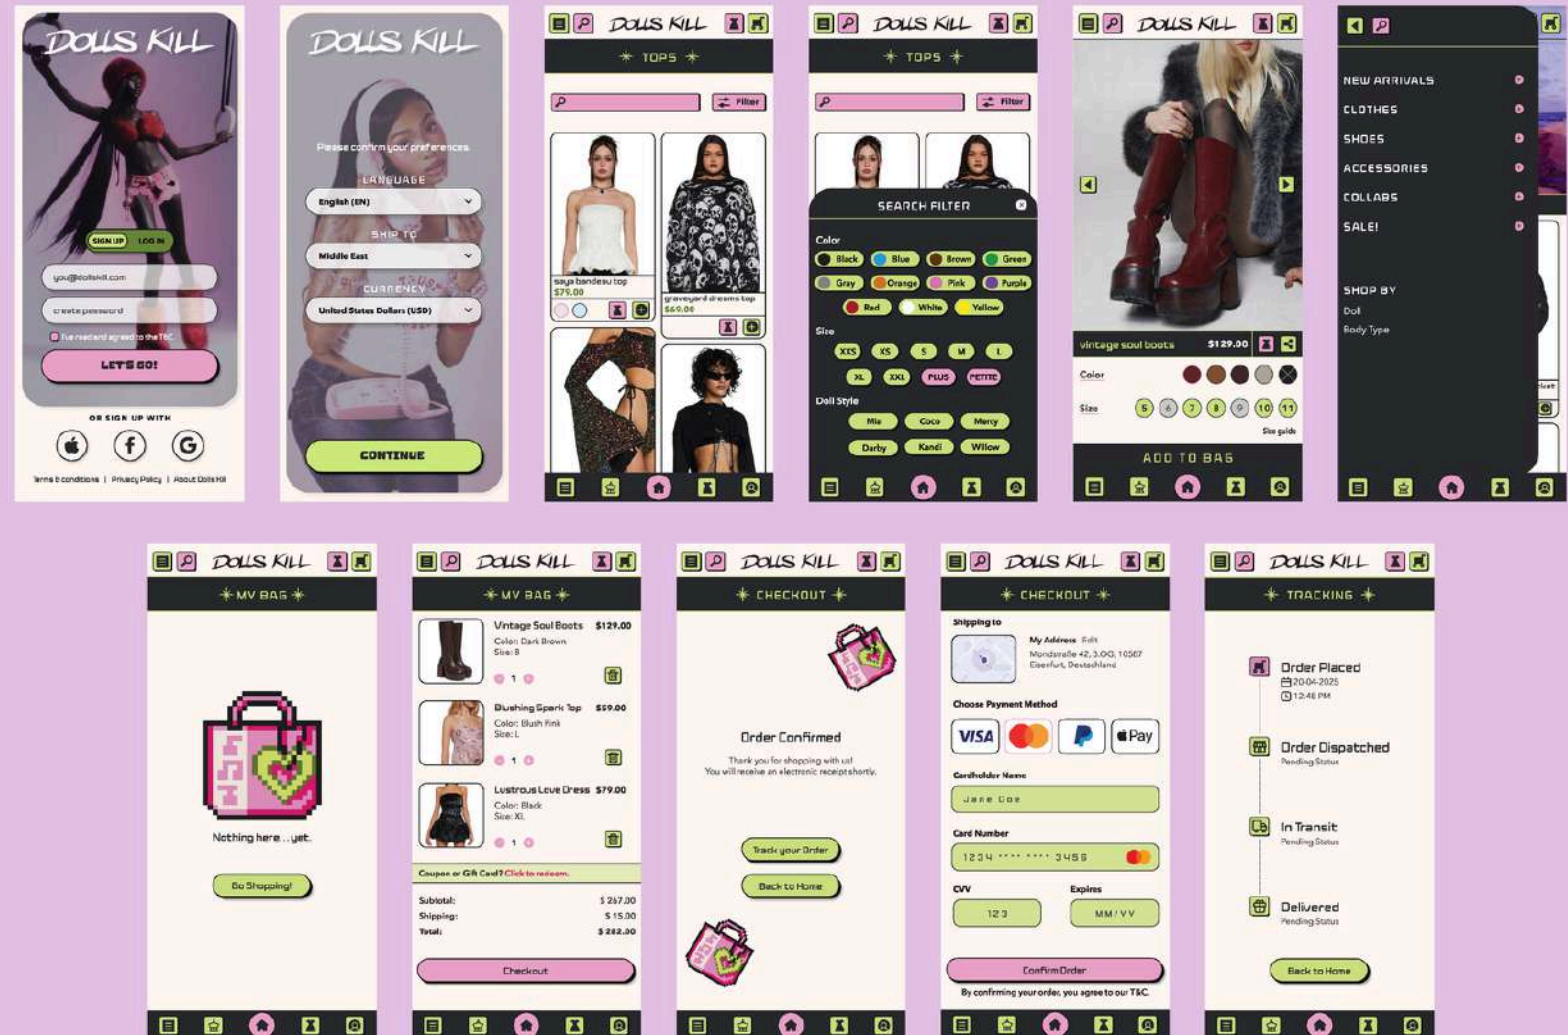 DOLLS KILL
SIGN UP LOG IN
you@dollskill.com
create password
I've read and agreed to the T&C.
LET'S GO!
OR SIGN UP WITH
Terms & conditions | Privacy Policy | About Dolls Kill
DOLLS KILL
Please confirm your preferences.
LANGUAGE
English (EN)
SHIP TO
Middle East
CURRENCY
United States Dollars (USD)
CONTINUE
DOLLS KILL
TOPS
Filter
saya bandeau top
$79.00
graveyard dreams top
$69.00
DOLLS KILL
TOPS
Filter
SEARCH FILTER
Color
Black Blue Brown Green
Gray Orange Pink Purple
Red White Yellow
Size
XXS XS S M L
XL XXL PLUS PETITE
Doll Style
Mia Coco Mercy
Darby Kandi Willow
DOLLS KILL
vintage soul boots $129.00
Color
Size 5 6 7 8 9 10 11
Size guide
ADD TO BAG
NEW ARRIVALS
CLOTHES
SHOES
ACCESSORIES
COLLABS
SALE!
SHOP BY
Doll
Body Type
DOLLS KILL
MY BAG
Nothing here...yet.
Go Shopping!
DOLLS KILL
MY BAG
Vintage Soul Boots $129.00
Color: Dark Brown
Size: 8
1
Blushing Spark Top $59.00
Color: Blush Pink
Size: L
1
Lustrous Love Dress $79.00
Color: Black
Size: XL
1
Coupon or Gift Card? Click to redeem.
Subtotal: $ 267.00
Shipping: $ 15.00
Total: $ 282.00
Checkout
DOLLS KILL
CHECKOUT
Order Confirmed
Thank you for shopping with us!
You will receive an electronic receipt shortly.
Track your Order
Back to Home
DOLLS KILL
CHECKOUT
Shipping to
My Address Edit
Mondstraße 42, 3.OG, 10567
Eisenfurt, Deutschland
Choose Payment Method
VISA
Pay
Cardholder Name
Jane Doe
Card Number
1234 **** **** 3456
CVV Expires
123 MM/YY
Confirm Order
By confirming your order, you agree to our T&C.
DOLLS KILL
TRACKING
Order Placed
20-04-2025
12:46 PM
Order Dispatched
Pending Status
In Transit
Pending Status
Delivered
Pending Status
Back to Home